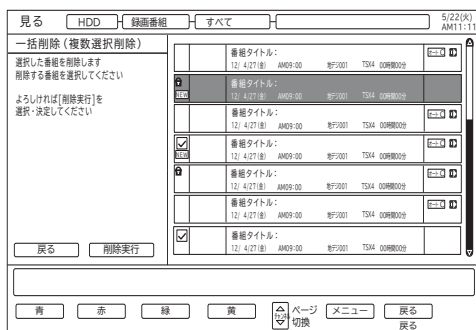 見る HDD 録画番組 すべて 5/22(火)
AM11:11
一括削除(複数選択削除)
選択した番組を削除します
削除する番組を選択してください
よろしければ[削除実行]を
選択・決定してください
戻る 削除実行
番組タイトル:
12/ 4/27(金) AM09:00 地デジ001 TSX4 00時間00分
NEW
番組タイトル:
12/ 4/27(金) AM09:00 地デジ001 TSX4 00時間00分
番組タイトル:
12/ 4/27(金) AM09:00 地デジ001 TSX4 00時間00分
NEW
番組タイトル:
12/ 4/27(金) AM09:00 地デジ001 TSX4 00時間00分
番組タイトル:
12/ 4/27(金) AM09:00 地デジ001 TSX4 00時間00分
番組タイトル:
12/ 4/27(金) AM09:00 地デジ001 TSX4 00時間00分
番組タイトル:
12/ 4/27(金) AM09:00 地デジ001 TSX4 00時間00分
青 赤 緑 黄 チャンネル ページ切換 メニュー 戻る
戻る